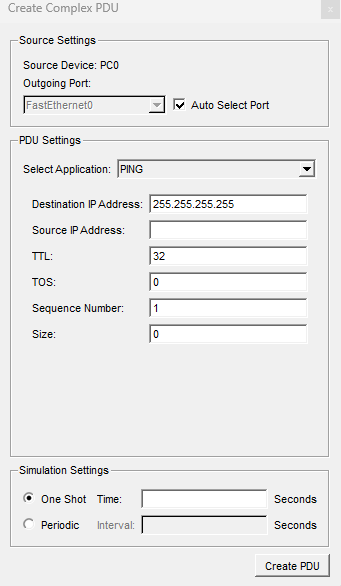 Create Complex PDU
x
Source Settings
Source Device: PC0
Outgoing Port:
FastEthernet0 Auto Select Port
PDU Settings
Select Application: PING
Destination IP Address: 255.255.255.255
Source IP Address:
TTL: 32
TOS: 0
Sequence Number: 1
Size: 0
Simulation Settings
One Shot Time: Seconds
Periodic Interval: Seconds
Create PDU